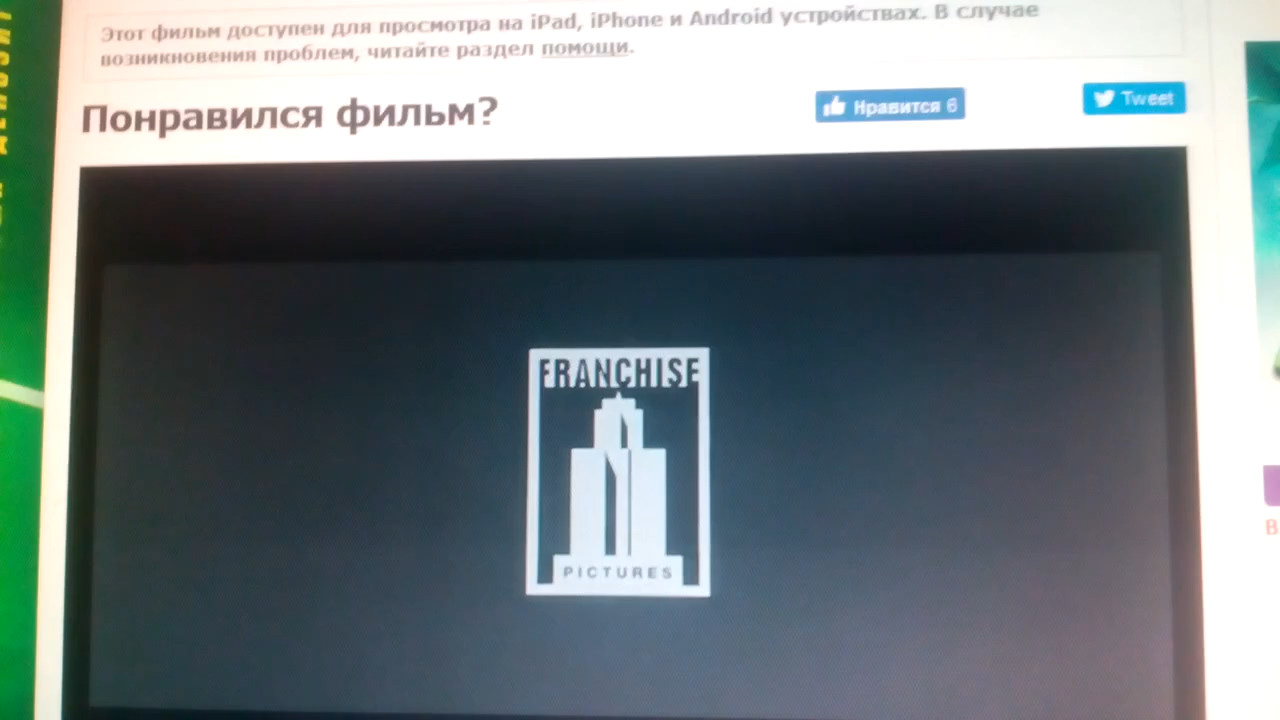 Этот фильм доступен для просмотра на iPad, iPhone и Android устройствах. В случае
возникновения проблем, читайте раздел помощи.
Понравился фильм?
Нравится 6
Tweet
FRANCHISE
PICTURES
В